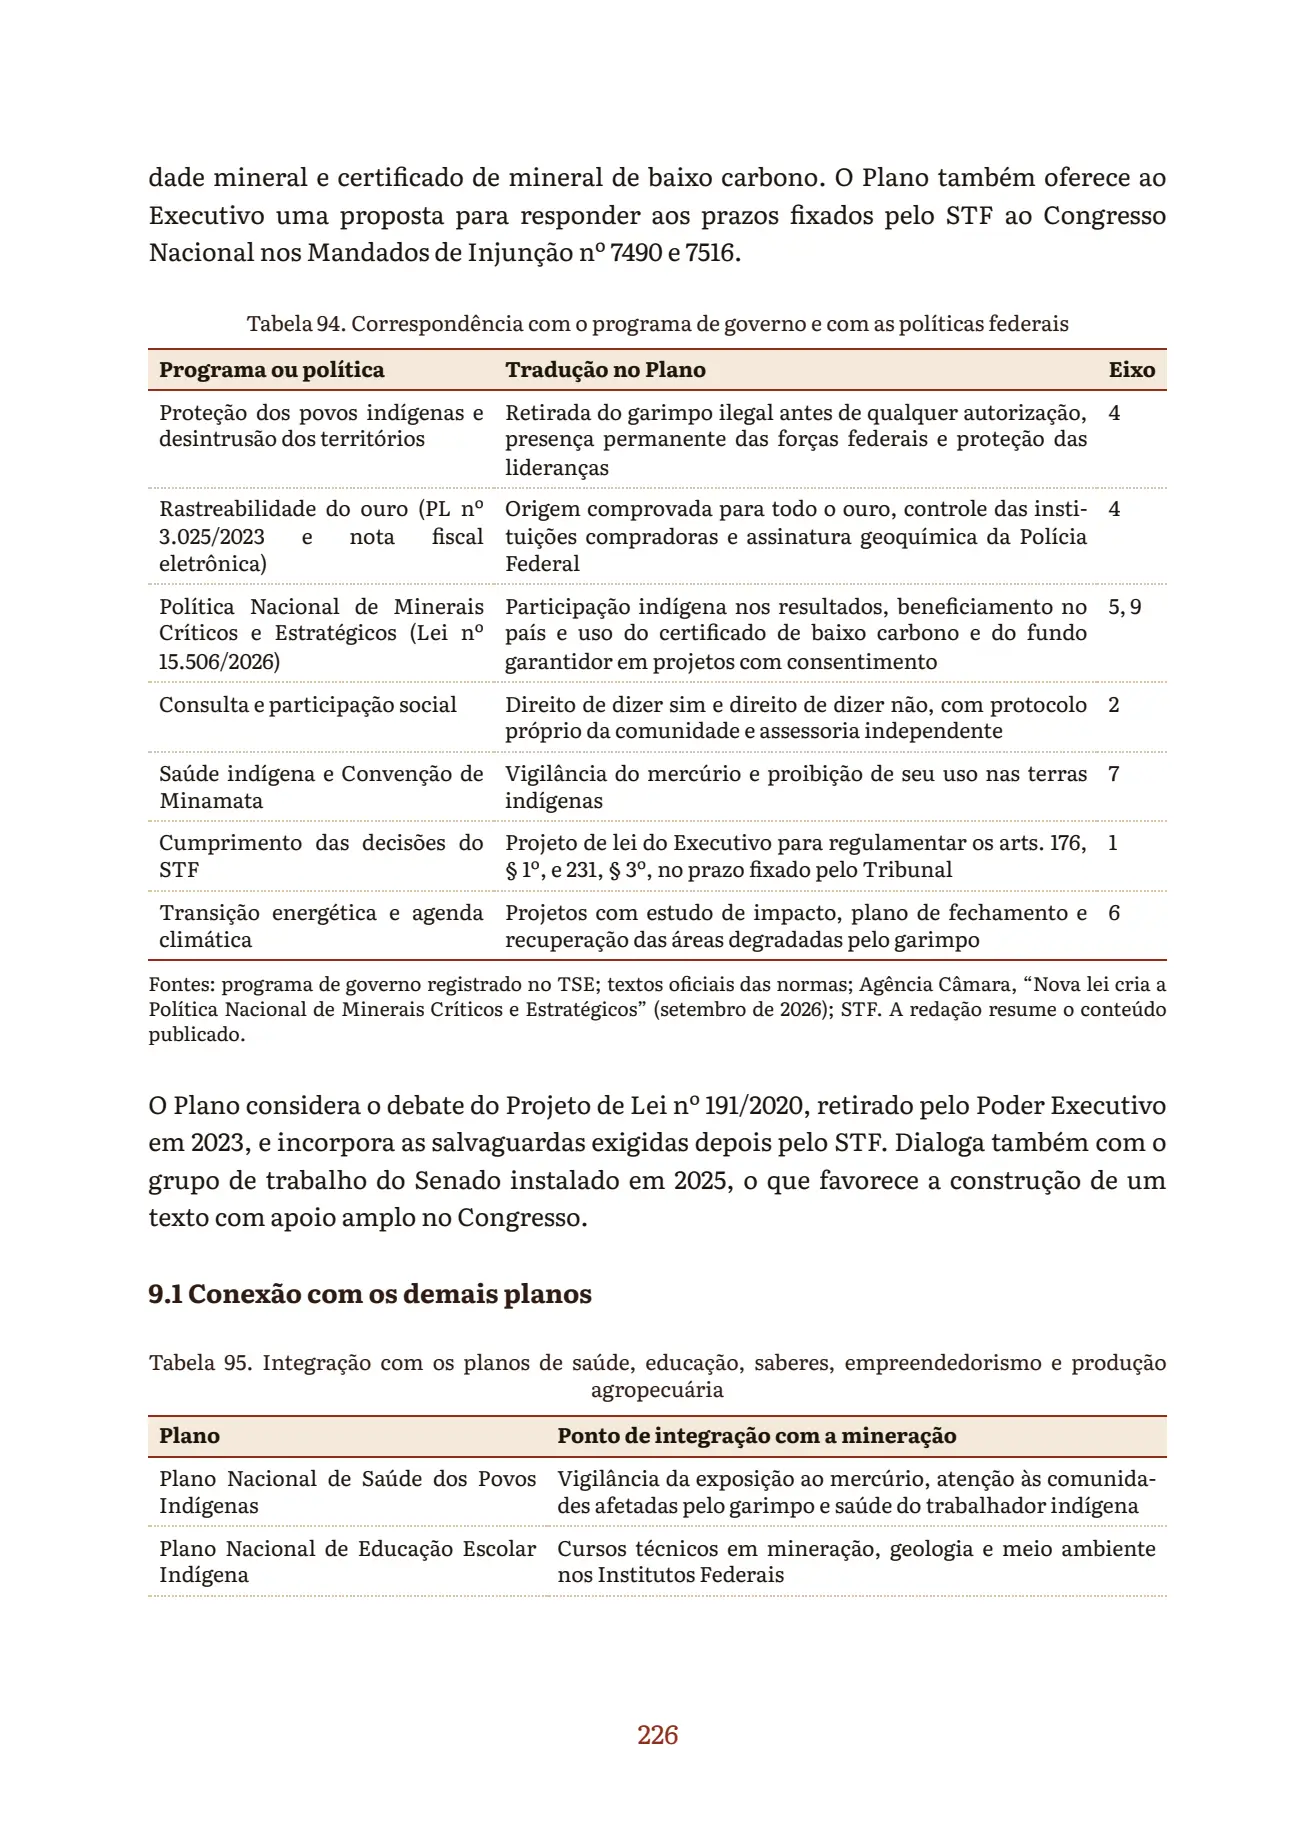 dade mineral e certificado de mineral de baixo carbono. O Plano também oferece ao
Executivo uma proposta para responder aos prazos fixados pelo STF ao Congresso
Nacional nos Mandados de Injunção nº 7490 e 7516.
Tabela 94. Correspondência com o programa de governo e com as políticas federais
Programa ou política Tradução no Plano Eixo
Proteção dos povos indígenas e
desintrusão dos territórios
Retirada do garimpo ilegal antes de qualquer autorização,
presença permanente das forças federais e proteção das
lideranças
4
Rastreabilidade do ouro (PL nº
3.025/2023 e nota fiscal
eletrônica)
Origem comprovada para todo o ouro, controle das insti-
tuições compradoras e assinatura geoquímica da Polícia
Federal
4
Política Nacional de Minerais
Críticos e Estratégicos (Lei nº
15.506/2026)
Participação indígena nos resultados, beneficiamento no
país e uso do certificado de baixo carbono e do fundo
garantidor em projetos com consentimento
5, 9
Consulta e participação social
Direito de dizer sim e direito de dizer não, com protocolo
próprio da comunidade e assessoria independente
2
Saúde indígena e Convenção de
Minamata
Vigilância do mercúrio e proibição de seu uso nas terras
indígenas
7
Cumprimento das decisões do
STF
Projeto de lei do Executivo para regulamentar os arts. 176,
§ 1º, e 231, § 3º, no prazo fixado pelo Tribunal
1
Transição energética e agenda
climática
Projetos com estudo de impacto, plano de fechamento e
recuperação das áreas degradadas pelo garimpo
6
Fontes: programa de governo registrado no TSE; textos oficiais das normas; Agência Câmara, “Nova lei cria a
Política Nacional de Minerais Críticos e Estratégicos” (setembro de 2026); STF. A redação resume o conteúdo
publicado.
O Plano considera o debate do Projeto de Lei nº 191/2020, retirado pelo Poder Executivo
em 2023, e incorpora as salvaguardas exigidas depois pelo STF. Dialoga também com o
grupo de trabalho do Senado instalado em 2025, o que favorece a construção de um
texto com apoio amplo no Congresso.
9.1 Conexão com os demais planos
Tabela 95. Integração com os planos de saúde, educação, saberes, empreendedorismo e produção
agropecuária
Plano Ponto de integração com a mineração
Plano Nacional de Saúde dos Povos
Indígenas
Vigilância da exposição ao mercúrio, atenção às comunida-
des afetadas pelo garimpo e saúde do trabalhador indígena
Plano Nacional de Educação Escolar
Indígena
Cursos técnicos em mineração, geologia e meio ambiente
nos Institutos Federais
226